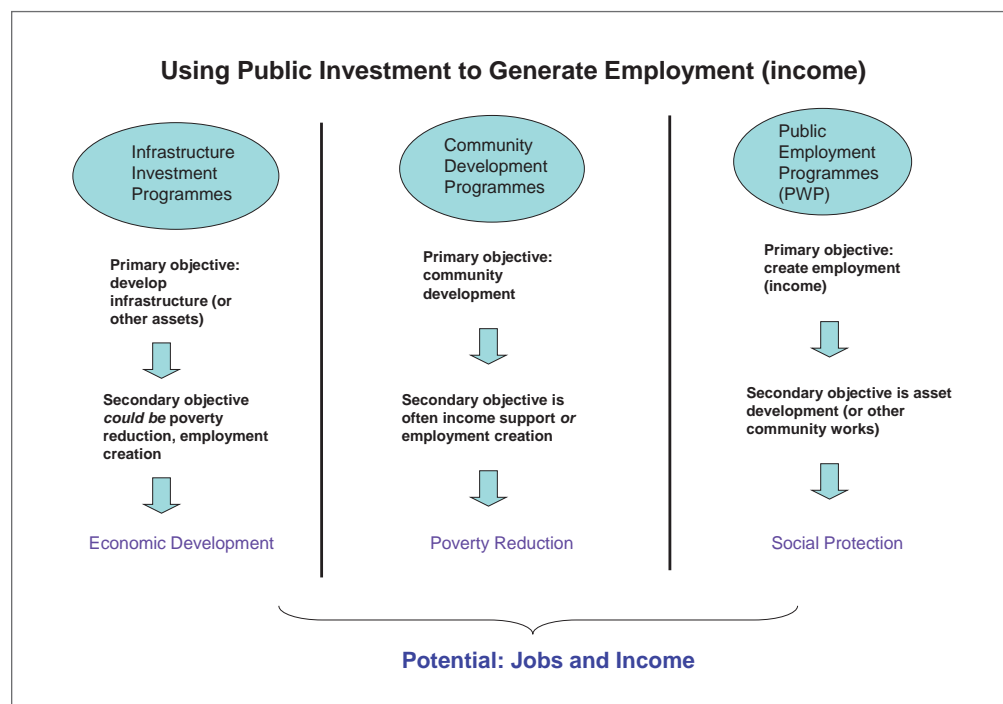 Using Public Investment to Generate Employment (income)
Infrastructure
Investment
Programmes
Primary objective:
develop
infrastructure (or
other assets)
Secondary objective
could be poverty
reduction, employment
creation
Economic Development
Community
Development
Programmes
Primary objective:
community
development
Secondary objective is
often income support or
employment creation
Poverty Reduction
Public
Employment
Programmes
(PWP)
Primary objective:
create employment
(income)
Secondary objective is asset
development (or other
community works)
Social Protection
Potential: Jobs and Income